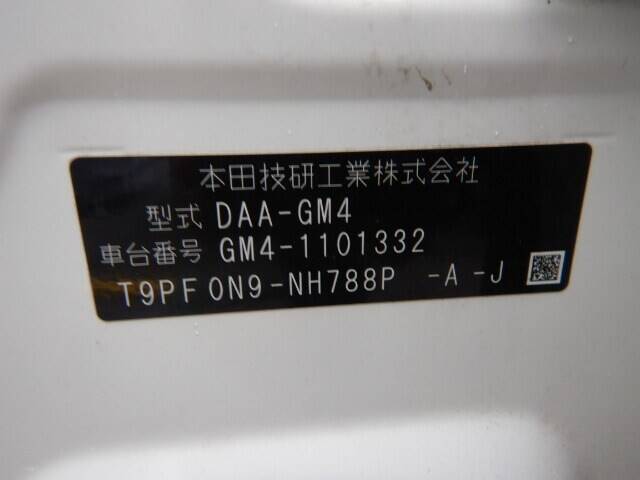 本田技研工業株式会社
型式 DAA-GM4
車台番号 GM4-1101332
T9PF0N9-NH788P -A -J